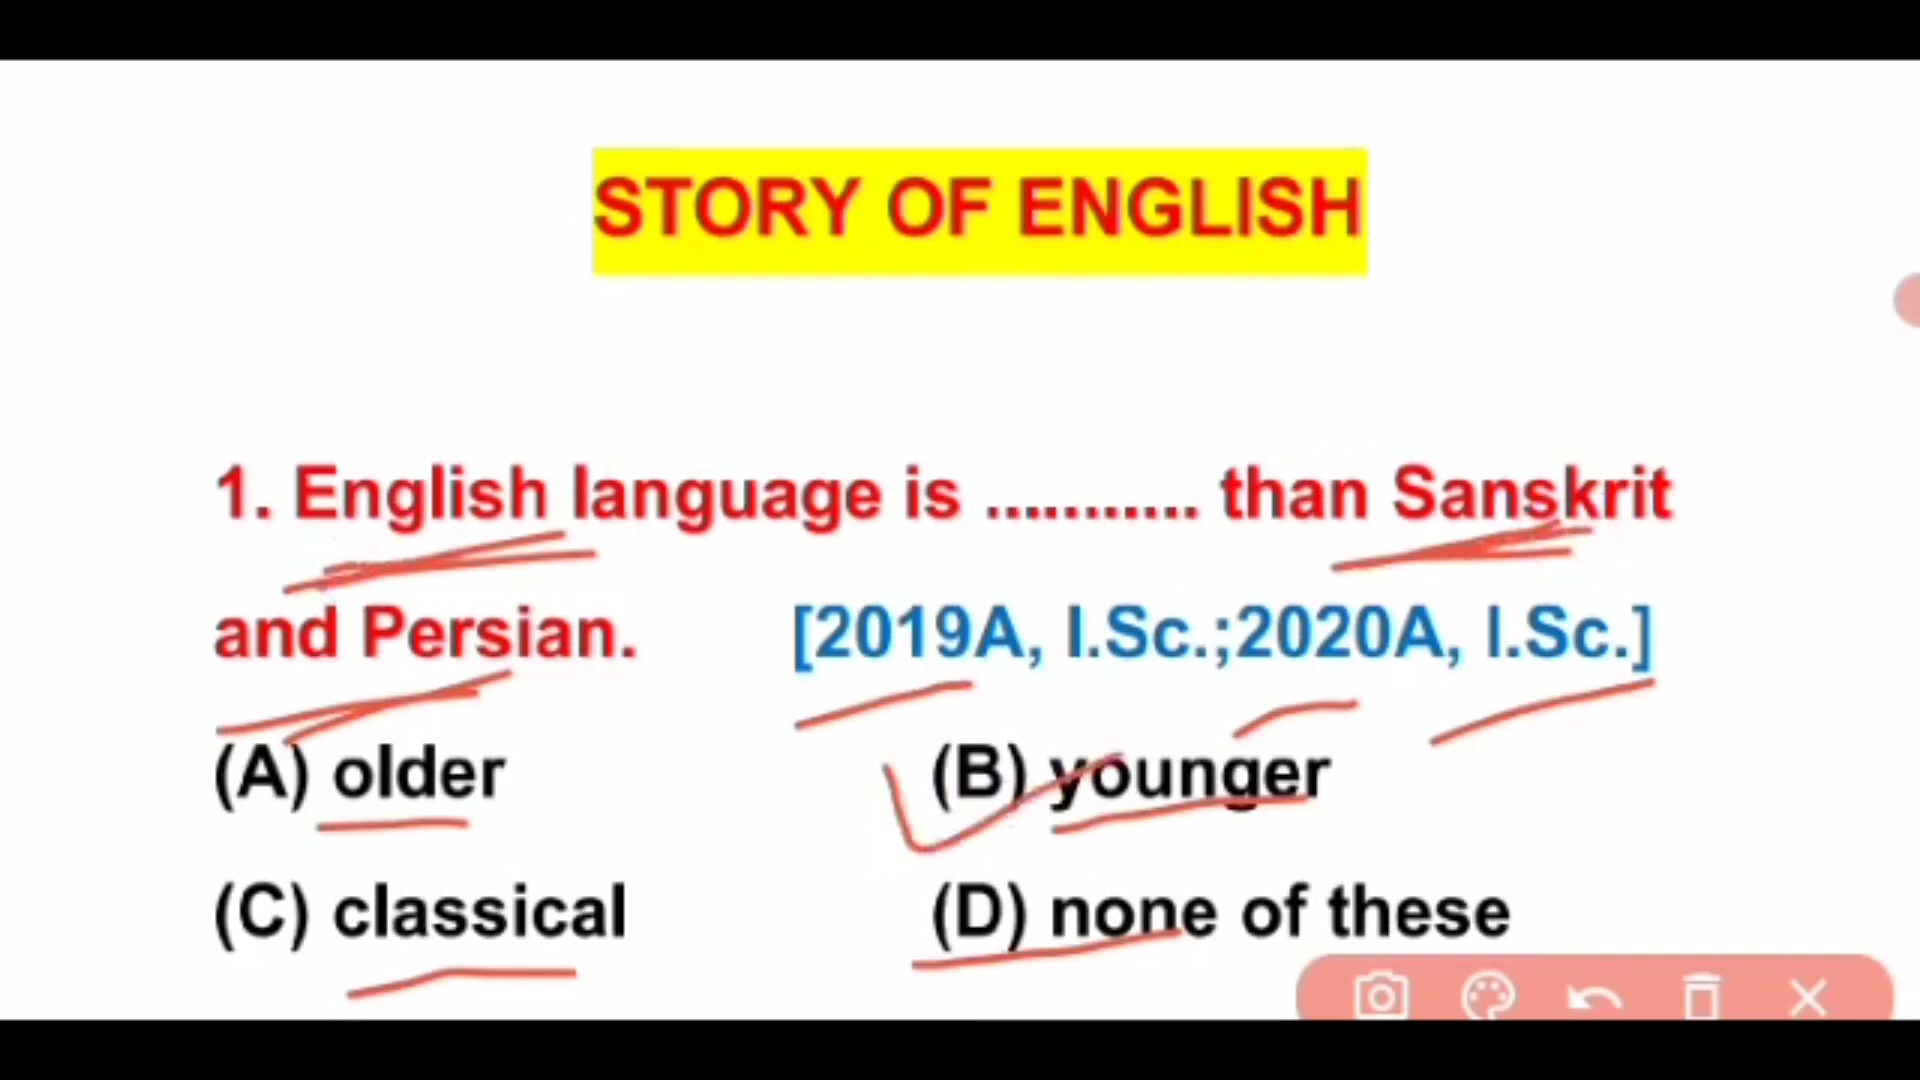 STORY OF ENGLISH
1. English language is ........... than Sanskrit
and Persian. [2019A, I.Sc.;2020A, I.Sc.]
(A) older (B) younger
(C) classical (D) none of these